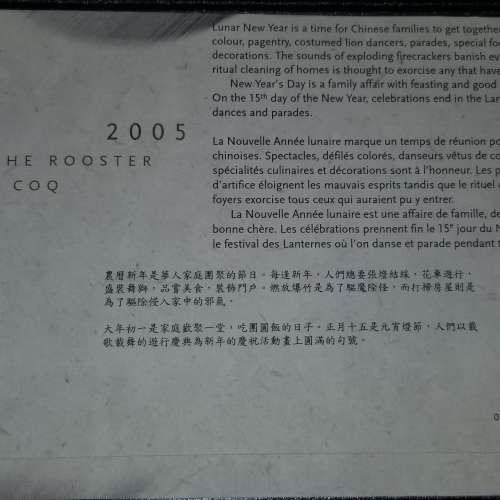 Lunar New Year is a time for Chinese families to get together
colour, pagentry, costumed lion dancers, parades, special
decorations. The sounds of exploding firecrackers banish
ritual cleaning of homes is thought to exorcise any that have
New Year's Day is a family affair with feasting and good
On the 15th day of the New Year, celebrations end in the
dances and parades.
2005
HE ROOSTER
COQ
La Nouvelle Année lunaire marque un temps de réunion
chinoises. Spectacles, défilés colorés, danseurs vêtus de
spécialités culinaires et décorations sont à l'honneur. Les
d'artifice éloignent les mauvais esprits tandis que le rituel
foyers exorcise tous ceux qui auraient pu y entrer.
La Nouvelle Année lunaire est une affaire de famille,
bonne chère. Les célébrations prennent fin le 15e jour du
le festival des Lanternes où l'on danse et parade pendant
農曆新年是華人家庭團聚的節日。每逢新年，人們總要張燈結綵，花車遊行，
盛裝舞獅，品嘗美食，裝飾門戶。燃放爆竹是為了驅魔除怪，而打掃房屋則是
為了驅除侵入家中的邪氣。
大年初一是家庭歡聚一堂，吃團圓飯的日子。正月十五是元宵燈節，人們以載
歌載舞的遊行慶典為新年的慶祝活動畫上圓滿的句號。